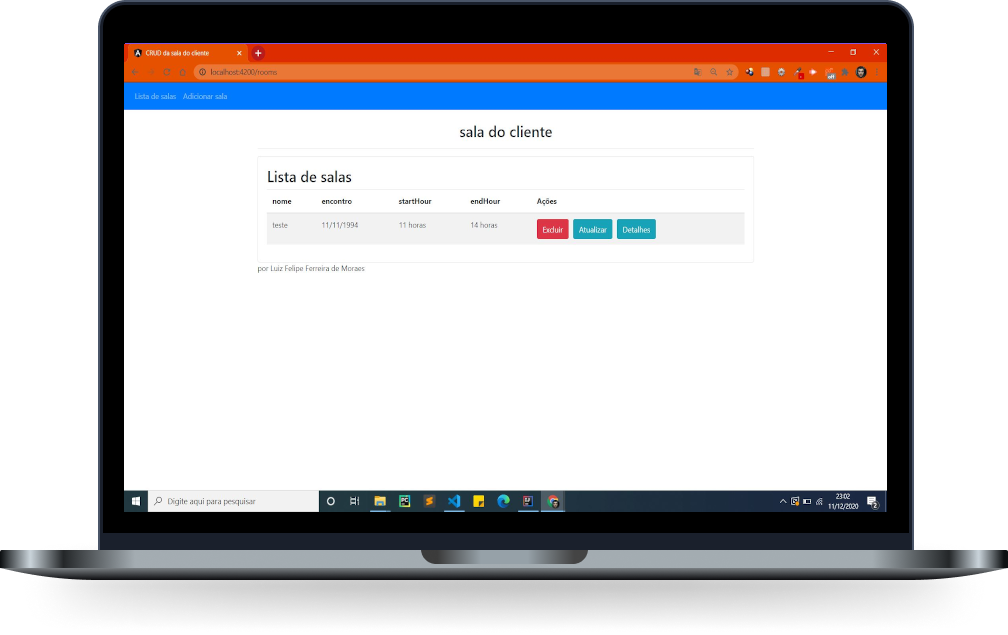 CRUD da sala do cliente
localhost:4200/rooms
Lista de salas Adicionar sala
sala do cliente
Lista de salas
nome encontro startHour endHour Ações
teste 11/11/1994 11 horas 14 horas Excluir Atualizar Detalhes
por Luiz Felipe Ferreira de Moraes
Digite aqui para pesquisar
23:02
11/12/2020
2